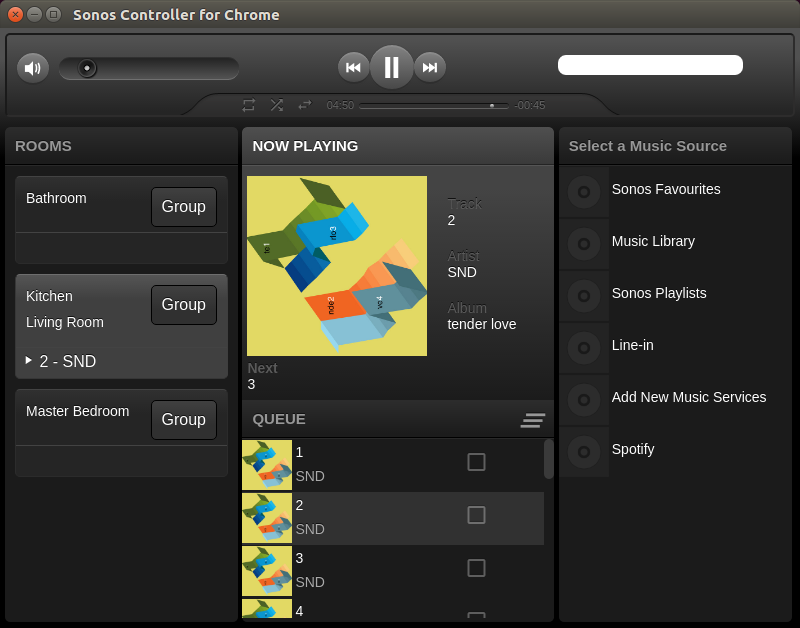 Sonos Controller for Chrome
04:50
-00:45
ROOMS
Bathroom
Group
Kitchen
Living Room
Group
2 - SND
Master Bedroom
Group
NOW PLAYING
Track
2
Artist
SND
Album
tender love
Next
3
QUEUE
1
SND
2
SND
3
SND
4
Select a Music Source
Sonos Favourites
Music Library
Sonos Playlists
Line-in
Add New Music Services
Spotify